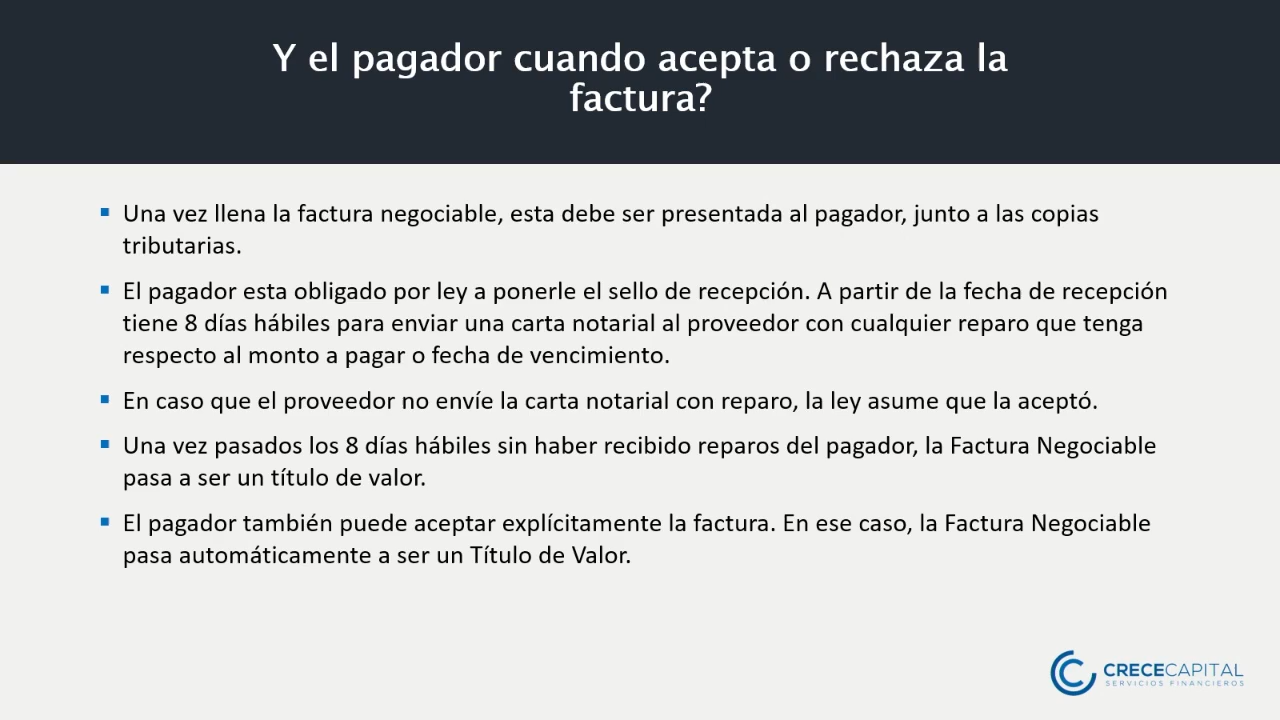 Y el pagador cuando acepta o rechaza la
factura?
▪ Una vez llena la factura negociable, esta debe ser presentada al pagador, junto a las copias
tributarias.
▪ El pagador esta obligado por ley a ponerle el sello de recepción. A partir de la fecha de recepción
tiene 8 días hábiles para enviar una carta notarial al proveedor con cualquier reparo que tenga
respecto al monto a pagar o fecha de vencimiento.
▪ En caso que el proveedor no envíe la carta notarial con reparo, la ley asume que la aceptó.
▪ Una vez pasados los 8 días hábiles sin haber recibido reparos del pagador, la Factura Negociable
pasa a ser un título de valor.
▪ El pagador también puede aceptar explícitamente la factura. En ese caso, la Factura Negociable
pasa automáticamente a ser un Título de Valor.
CRECECAPITAL
SERVICIOS FINANCIEROS